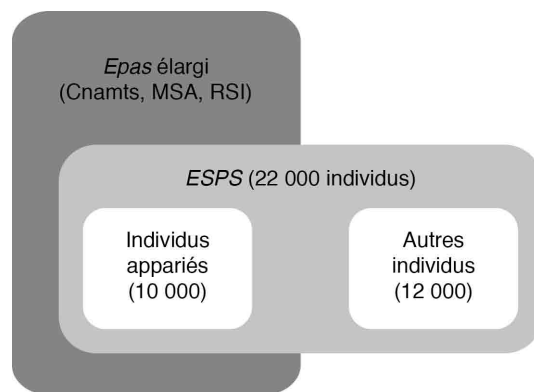 Epas élargi
(Cnamts, MSA, RSI)
ESPS (22 000 individus)
Individus
appariés
(10 000)
Autres
individus
(12 000)